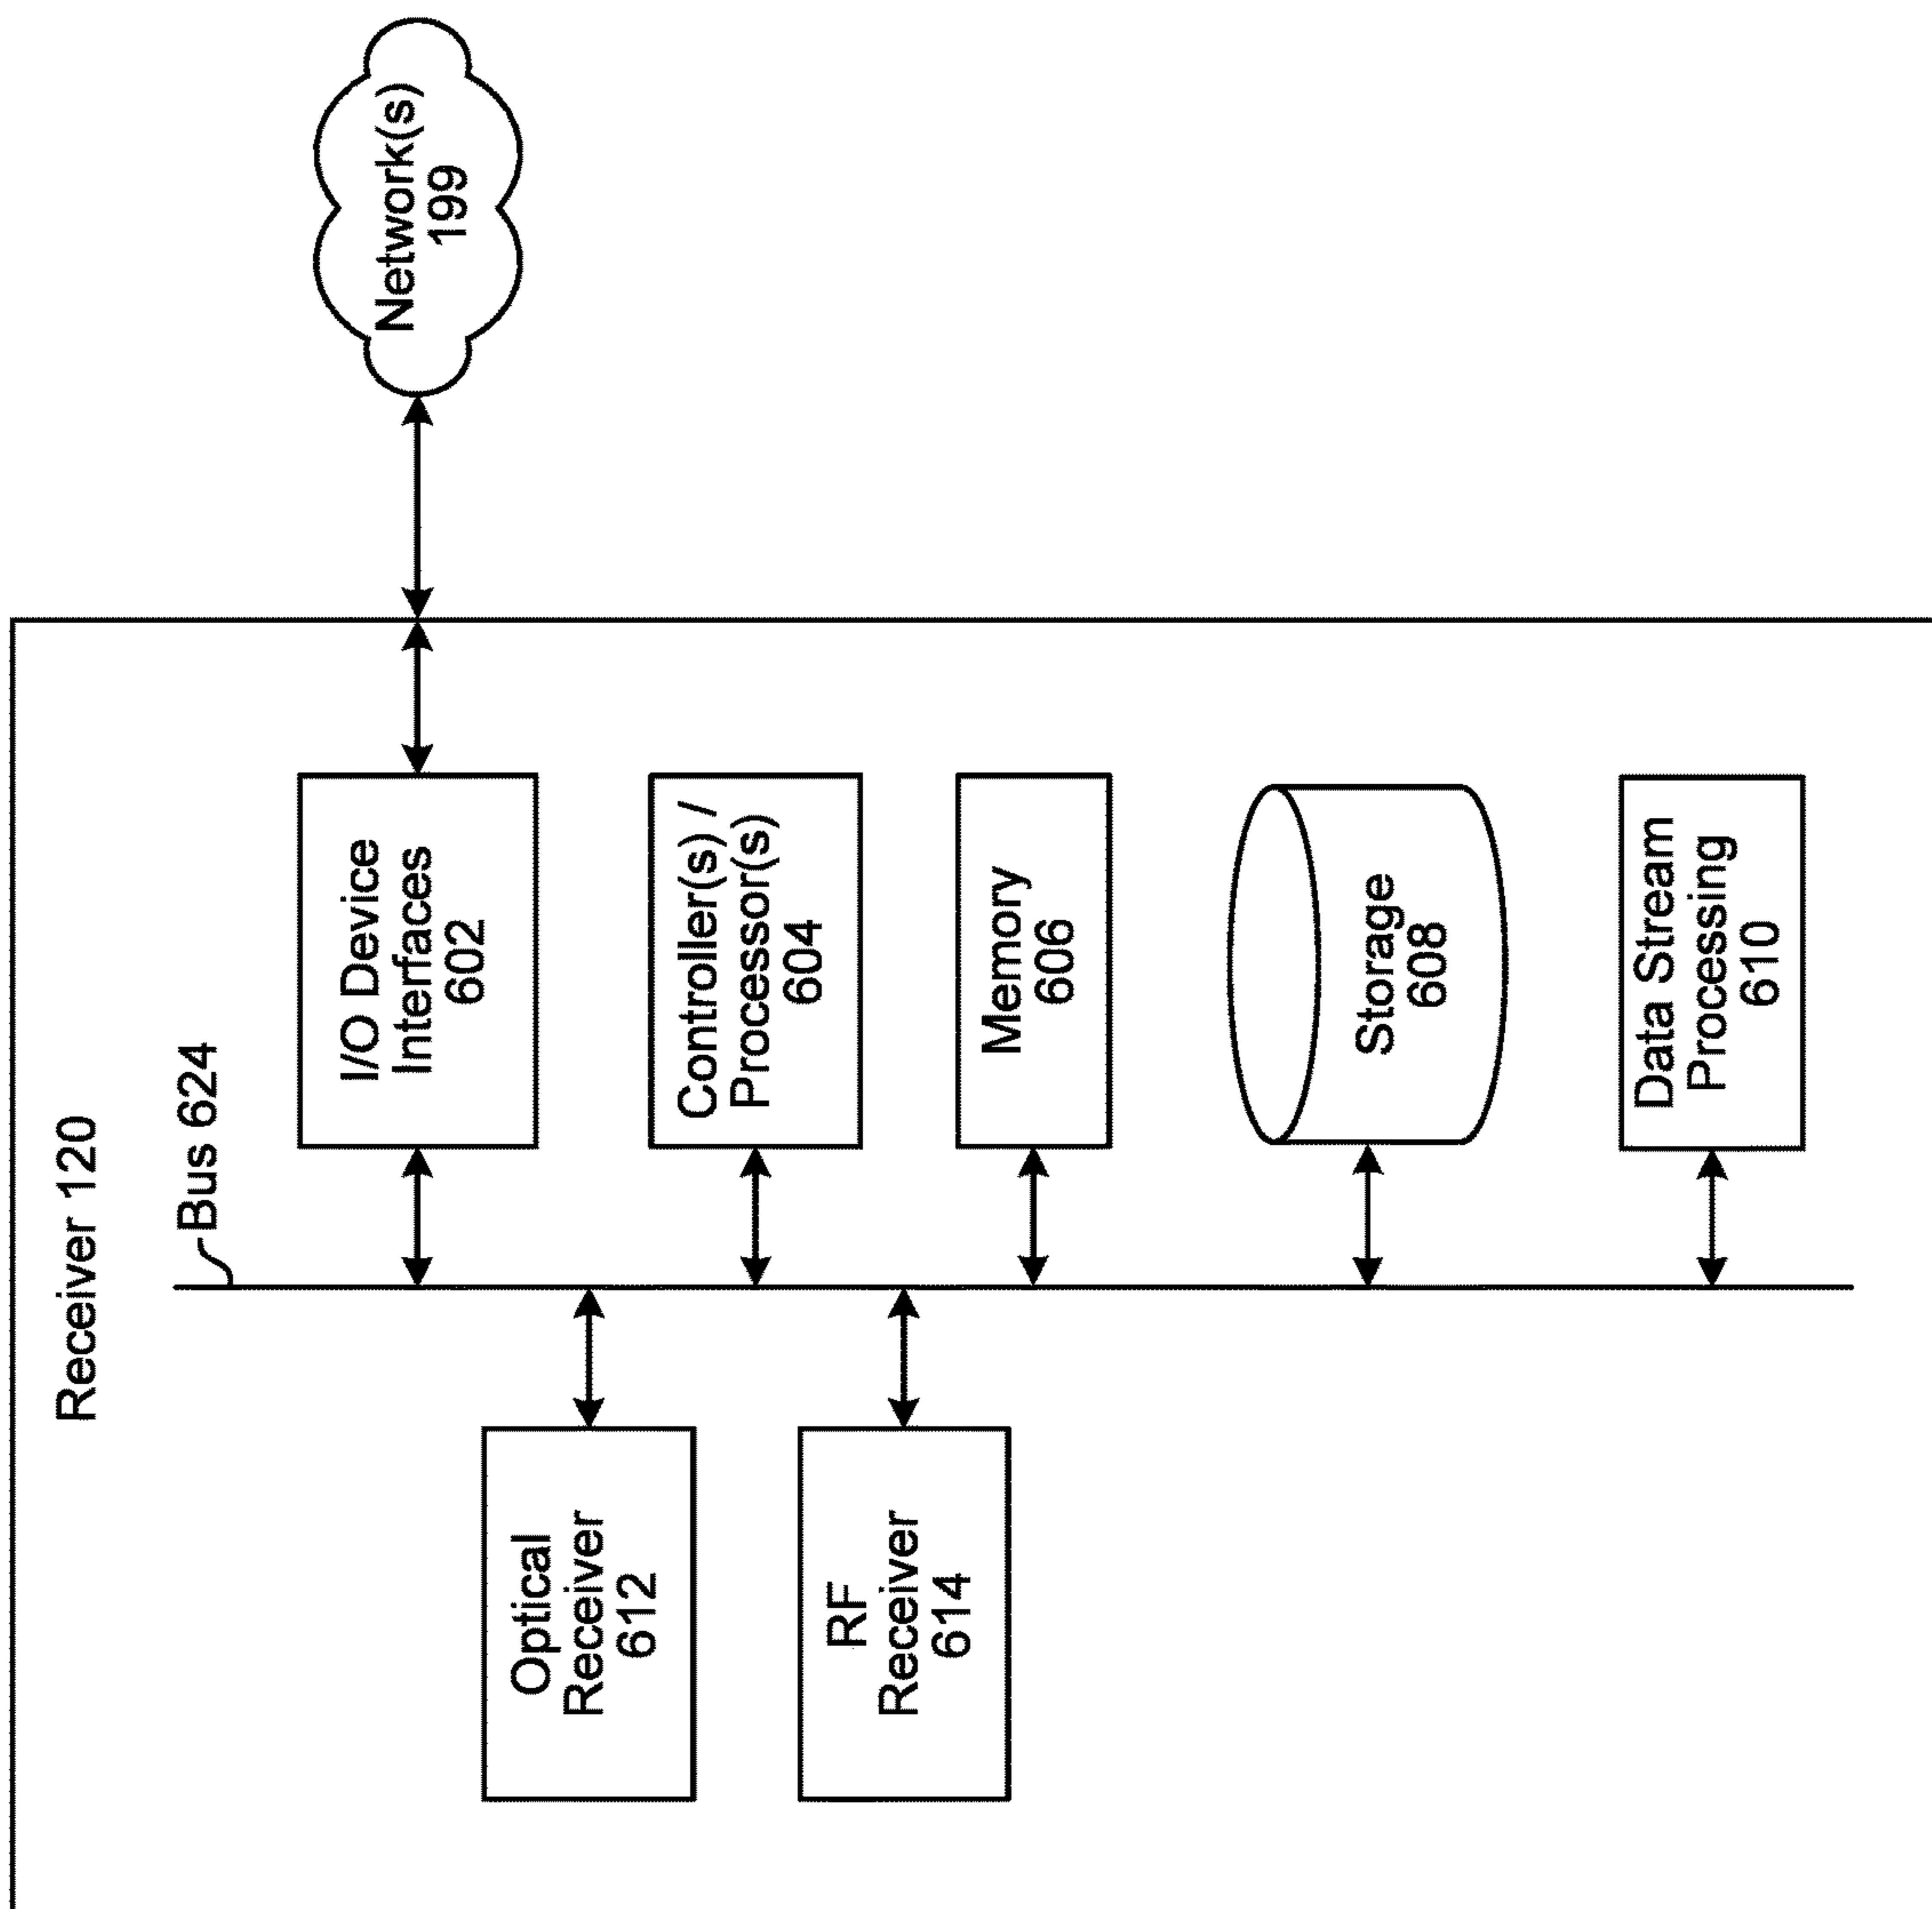 Receiver 120
Bus 624
I/O Device
Interfaces
602
Network(s)
199
Optical
Receiver
612
Controller(s) /
Processor(s)
604
RF
Receiver
614
Memory
606
Storage
608
Data Stream
Processing
610